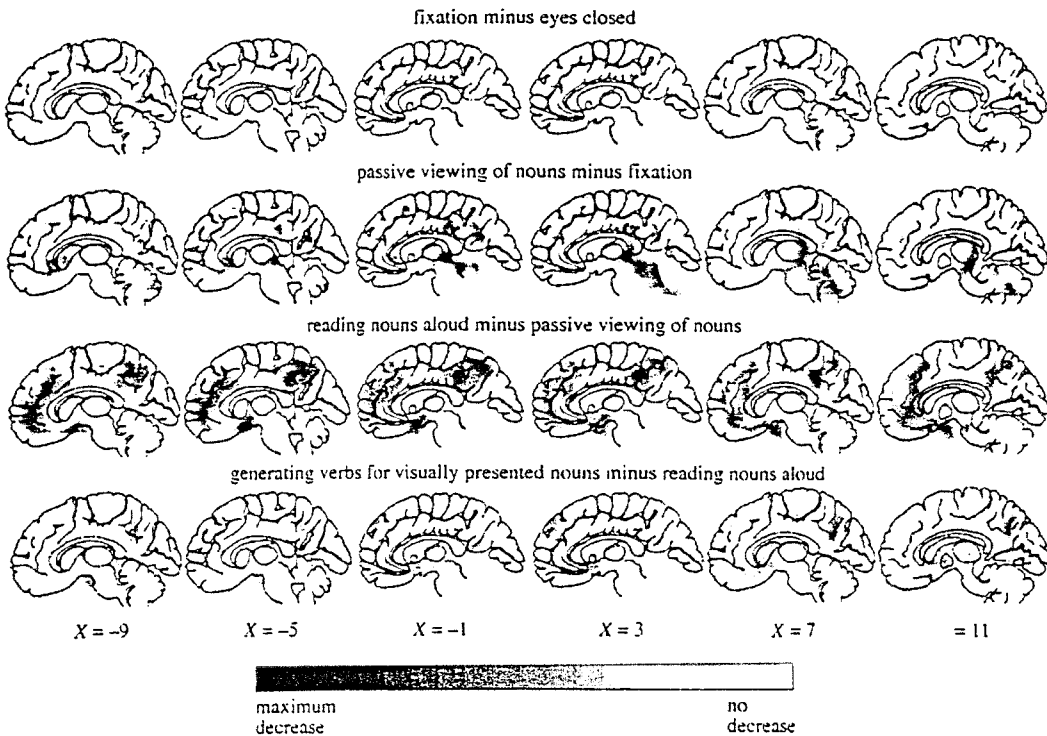 fixation minus eyes closed
passive viewing of nouns minus fixation
reading nouns aloud minus passive viewing of nouns
generating verbs for visually presented nouns minus reading nouns aloud
X = –9 X = –5 X = –1 X = 3 X = 7 = 11
maximum decrease
no decrease